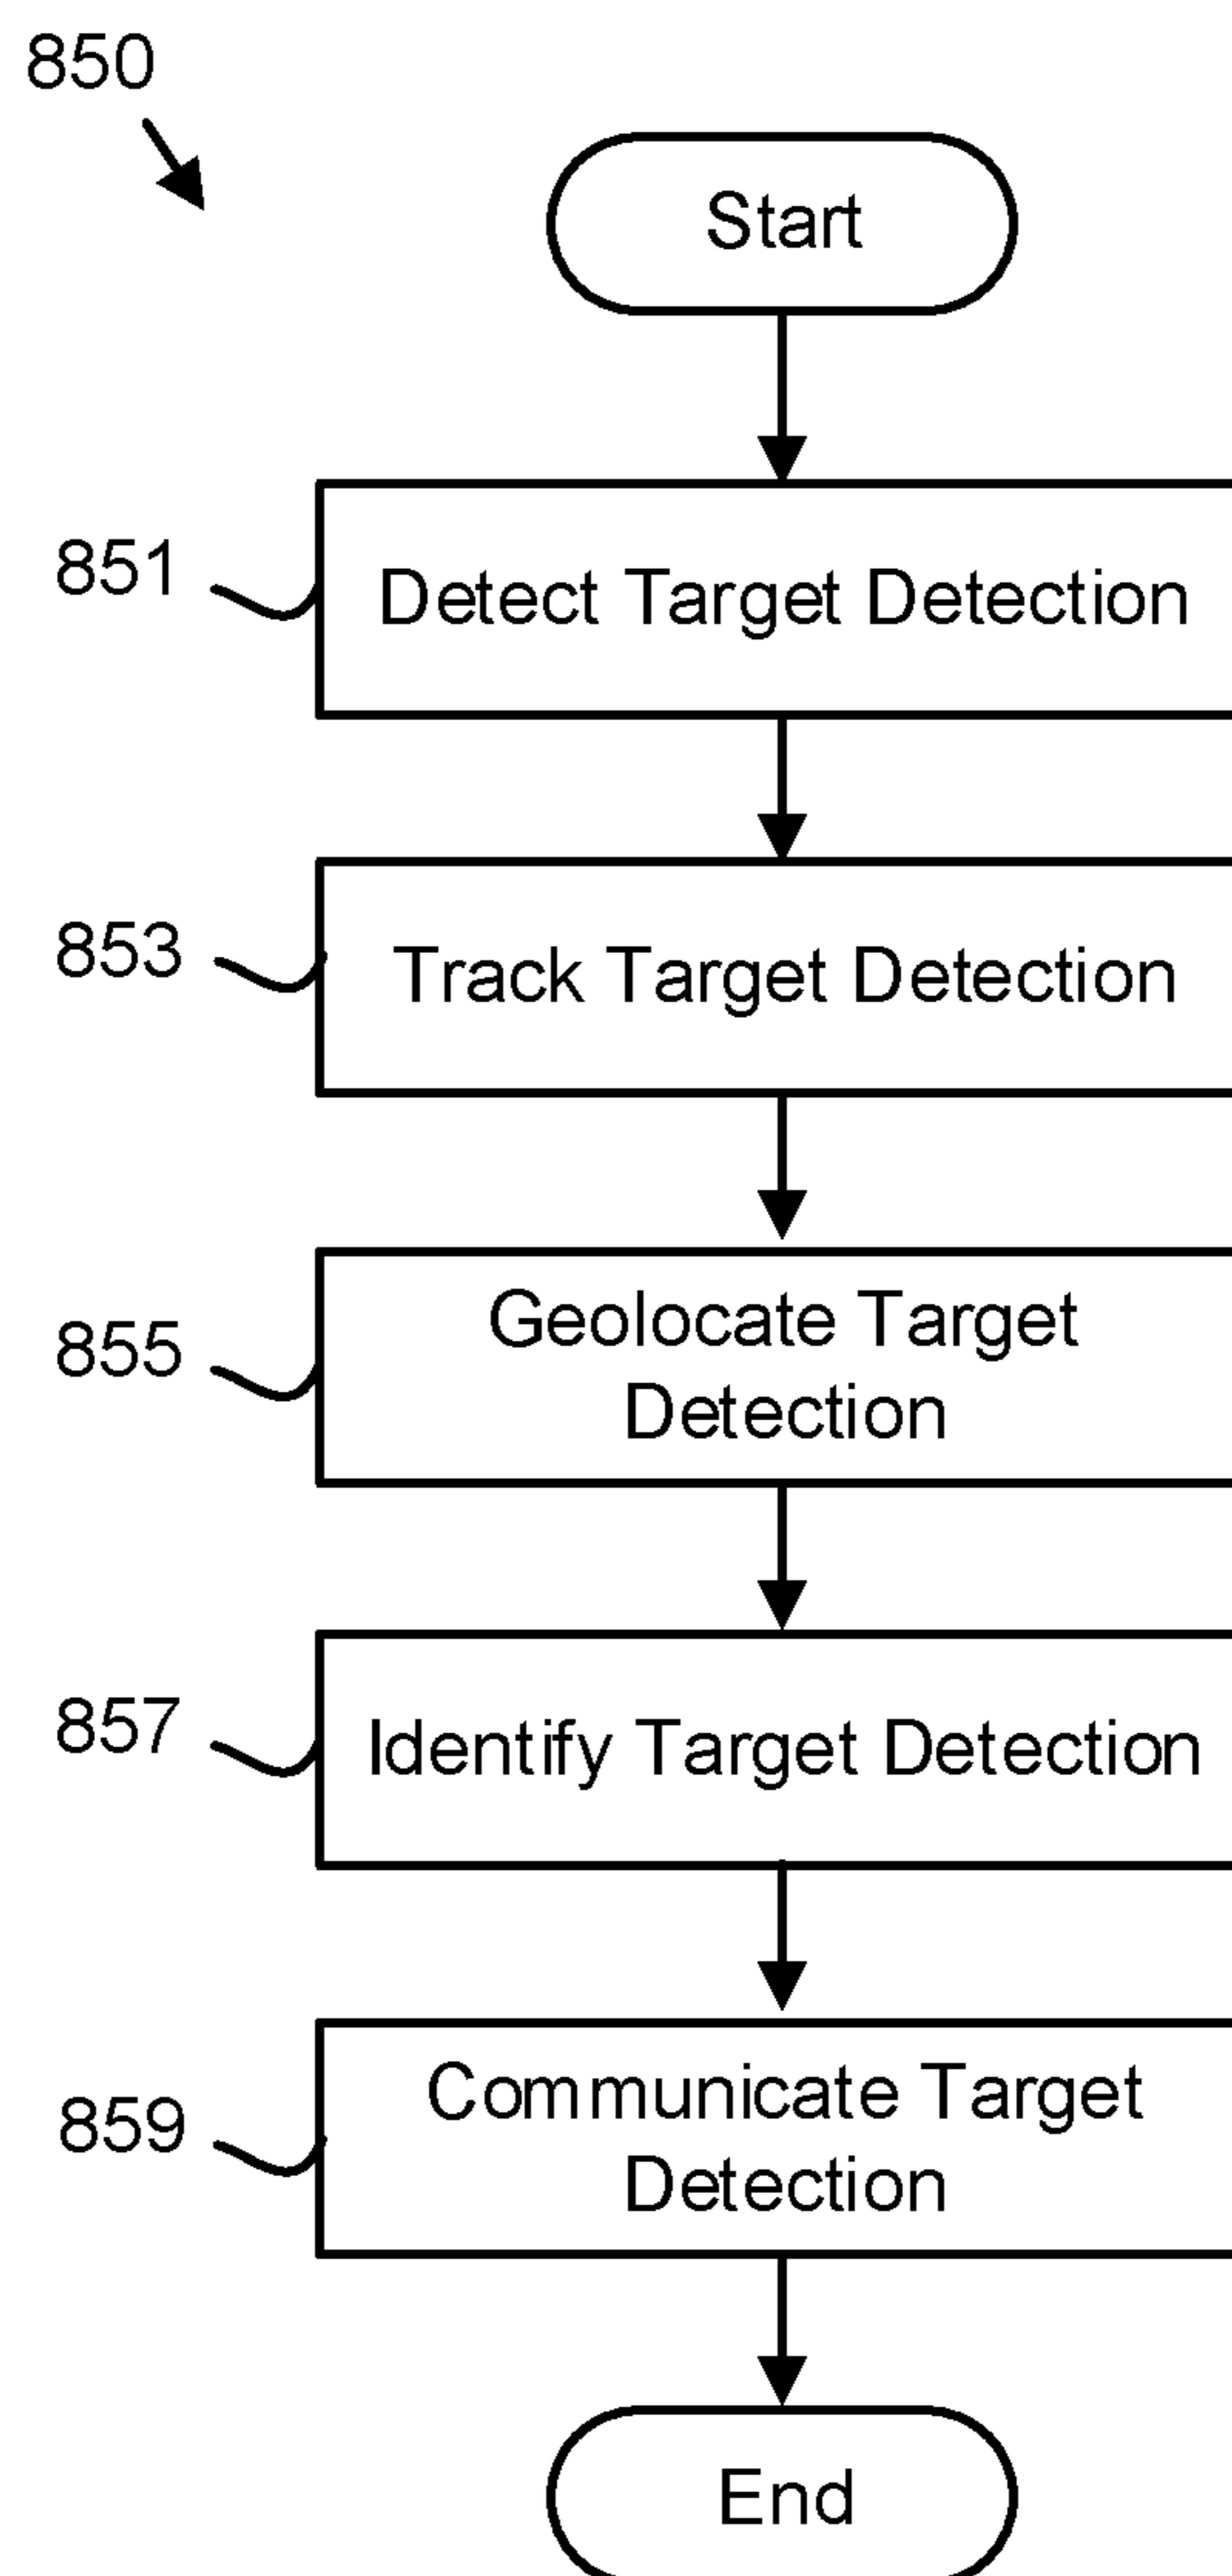 850
Start
851
Detect Target Detection
853
Track Target Detection
855
Geolocate Target
Detection
857
Identify Target Detection
859
Communicate Target
Detection
End